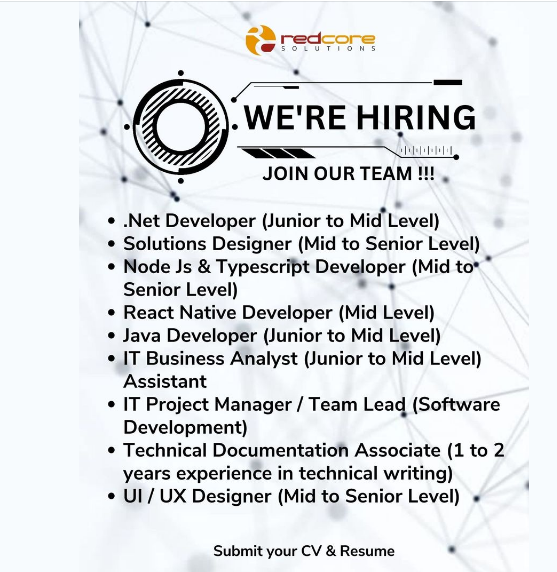 redcore
SOLUTIONS
WE'RE HIRING
JOIN OUR TEAM !!!
• .Net Developer (Junior to Mid Level)
• Solutions Designer (Mid to Senior Level)
• Node Js & Typescript Developer (Mid to
Senior Level)
• React Native Developer (Mid Level)
• Java Developer (Junior to Mid Level)
• IT Business Analyst (Junior to Mid Level)
Assistant
• IT Project Manager / Team Lead (Software
Development)
• Technical Documentation Associate (1 to 2
years experience in technical writing)
• UI / UX Designer (Mid to Senior Level)
Submit your CV & Resume